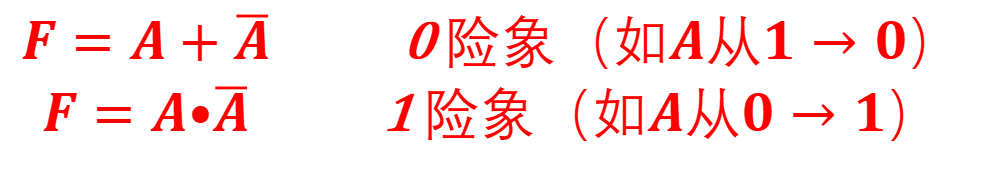 F = A + A̅ 0险象（如A从1 → 0）
F = A•A̅ 1险象（如A从0 → 1）